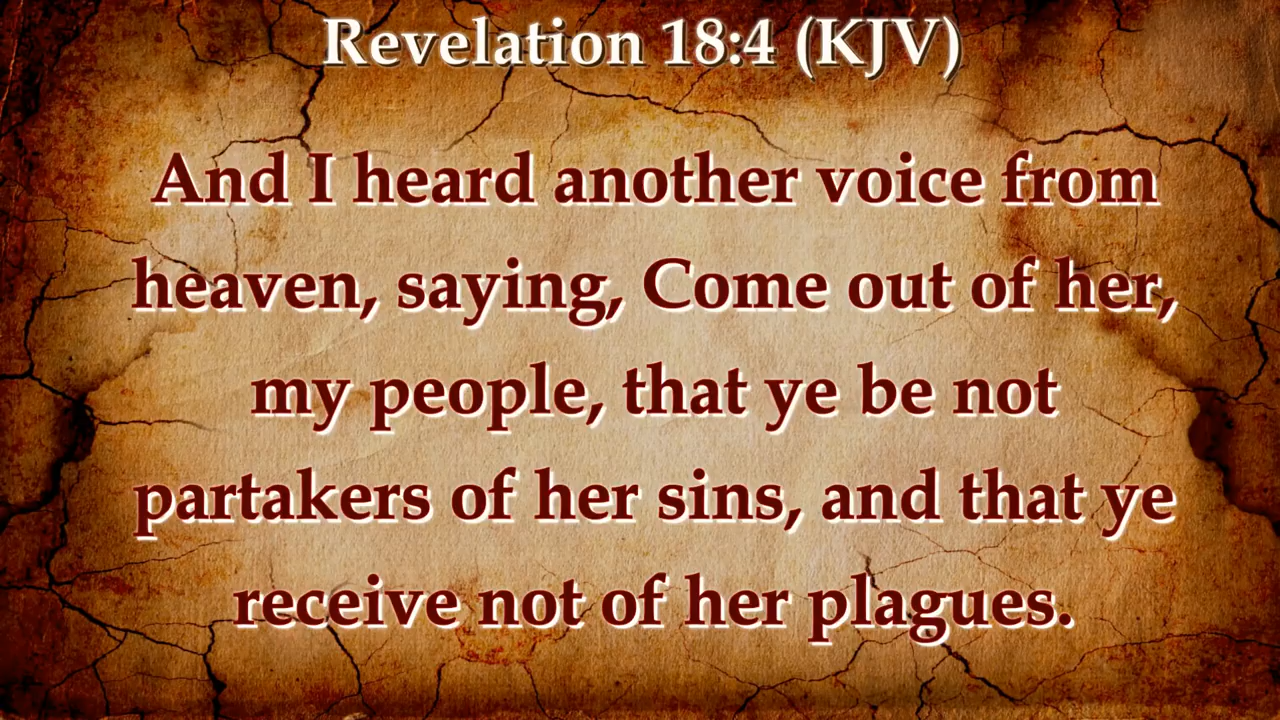 Revelation 18:4 (KJV)
And I heard another voice from
heaven, saying, Come out of her,
my people, that ye be not
partakers of her sins, and that ye
receive not of her plagues.